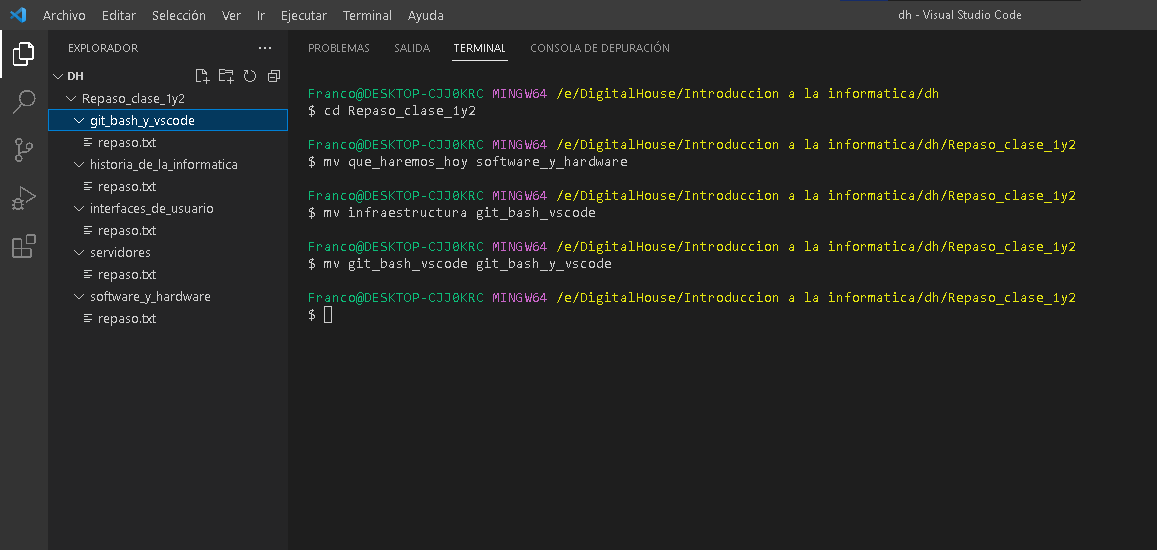 Archivo Editar Selección Ver Ir Ejecutar Terminal Ayuda dh - Visual Studio Code
EXPLORADOR ...
DH
Repaso_clase_1y2
git_bash_y_vscode
repaso.txt
historia_de_la_informatica
repaso.txt
interfaces_de_usuario
repaso.txt
servidores
repaso.txt
software_y_hardware
repaso.txt
PROBLEMAS SALIDA TERMINAL CONSOLA DE DEPURACIÓN
Franco@DESKTOP-CJJ0KRC MINGW64 /e/DigitalHouse/Introduccion a la informatica/dh
$ cd Repaso_clase_1y2
Franco@DESKTOP-CJJ0KRC MINGW64 /e/DigitalHouse/Introduccion a la informatica/dh/Repaso_clase_1y2
$ mv que_haremos_hoy software_y_hardware
Franco@DESKTOP-CJJ0KRC MINGW64 /e/DigitalHouse/Introduccion a la informatica/dh/Repaso_clase_1y2
$ mv infraestructura git_bash_vscode
Franco@DESKTOP-CJJ0KRC MINGW64 /e/DigitalHouse/Introduccion a la informatica/dh/Repaso_clase_1y2
$ mv git_bash_vscode git_bash_y_vscode
Franco@DESKTOP-CJJ0KRC MINGW64 /e/DigitalHouse/Introduccion a la informatica/dh/Repaso_clase_1y2
$